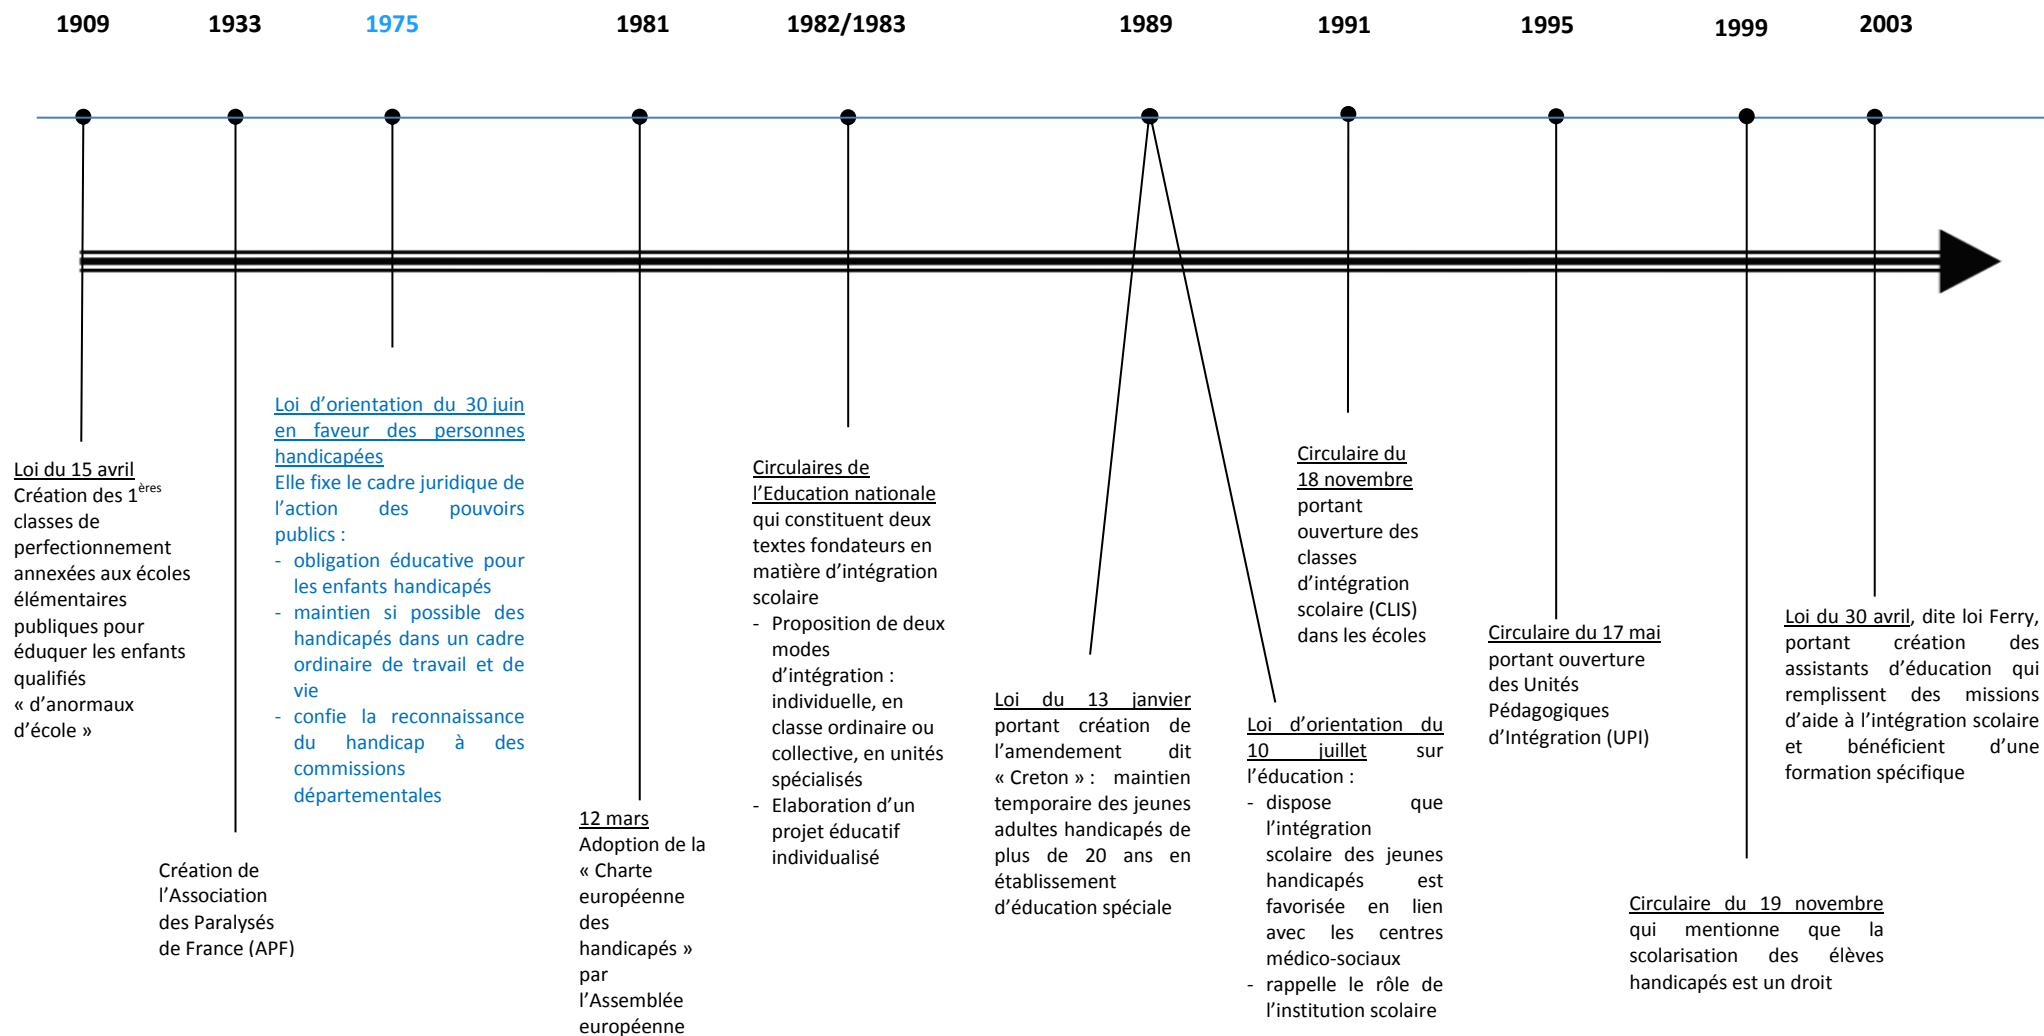 1909
1933
1975
1981
1982/1983
1989
1991
1995
1999
2003
Loi du 15 avril
Création des 1ères
classes de
perfectionnement
annexées aux écoles
élémentaires
publiques pour
éduquer les enfants
qualifiés
« d’anormaux
d’école »
Création de
l’Association
des Paralysés
de France (APF)
Loi d’orientation du 30 juin
en faveur des personnes
handicapées
Elle fixe le cadre juridique de
l’action des pouvoirs
publics :
- obligation éducative pour
les enfants handicapés
- maintien si possible des
handicapés dans un cadre
ordinaire de travail et de
vie
- confie la reconnaissance
du handicap à des
commissions
départementales
12 mars
Adoption de la
« Charte
européenne
des
handicapés »
par
l’Assemblée
européenne
Circulaires de
l’Education nationale
qui constituent deux
textes fondateurs en
matière d’intégration
scolaire
- Proposition de deux
modes
d’intégration :
individuelle, en
classe ordinaire ou
collective, en unités
spécialisés
- Elaboration d’un
projet éducatif
individualisé
Loi du 13 janvier
portant création de
l’amendement dit
« Creton » : maintien
temporaire des jeunes
adultes handicapés de
plus de 20 ans en
établissement
d’éducation spéciale
Loi d’orientation du
10 juillet sur
l’éducation :
- dispose que
l’intégration
scolaire des jeunes
handicapés est
favorisée en lien
avec les centres
médico-sociaux
- rappelle le rôle de
l’institution scolaire
Circulaire du
18 novembre
portant
ouverture des
classes
d’intégration
scolaire (CLIS)
dans les écoles
Circulaire du 17 mai
portant ouverture
des Unités
Pédagogiques
d’Intégration (UPI)
Circulaire du 19 novembre
qui mentionne que la
scolarisation des élèves
handicapés est un droit
Loi du 30 avril, dite loi Ferry,
portant création des
assistants d’éducation qui
remplissent des missions
d’aide à l’intégration scolaire
et bénéficient d’une
formation spécifique